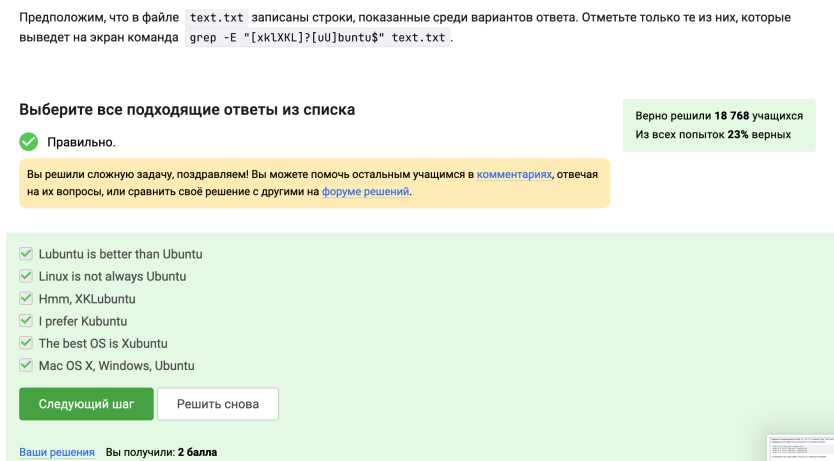 Предположим, что в файле text.txt записаны строки, показанные среди вариантов ответа. Отметьте только те из них, которые
выведет на экран команда grep -E "[xklXKL]?[uU]buntu$" text.txt.
Выберите все подходящие ответы из списка
Верно решили 18 768 учащихся
Из всех попыток 23% верных
Правильно.
Вы решили сложную задачу, поздравляем! Вы можете помочь остальным учащимся в комментариях, отвечая
на их вопросы, или сравнить своё решение с другими на форуме решений.
Lubuntu is better than Ubuntu
Linux is not always Ubuntu
Hmm, XKLubuntu
I prefer Kubuntu
The best OS is Xubuntu
Mac OS X, Windows, Ubuntu
Следующий шаг
Решить снова
Ваши решения Вы получили: 2 балла